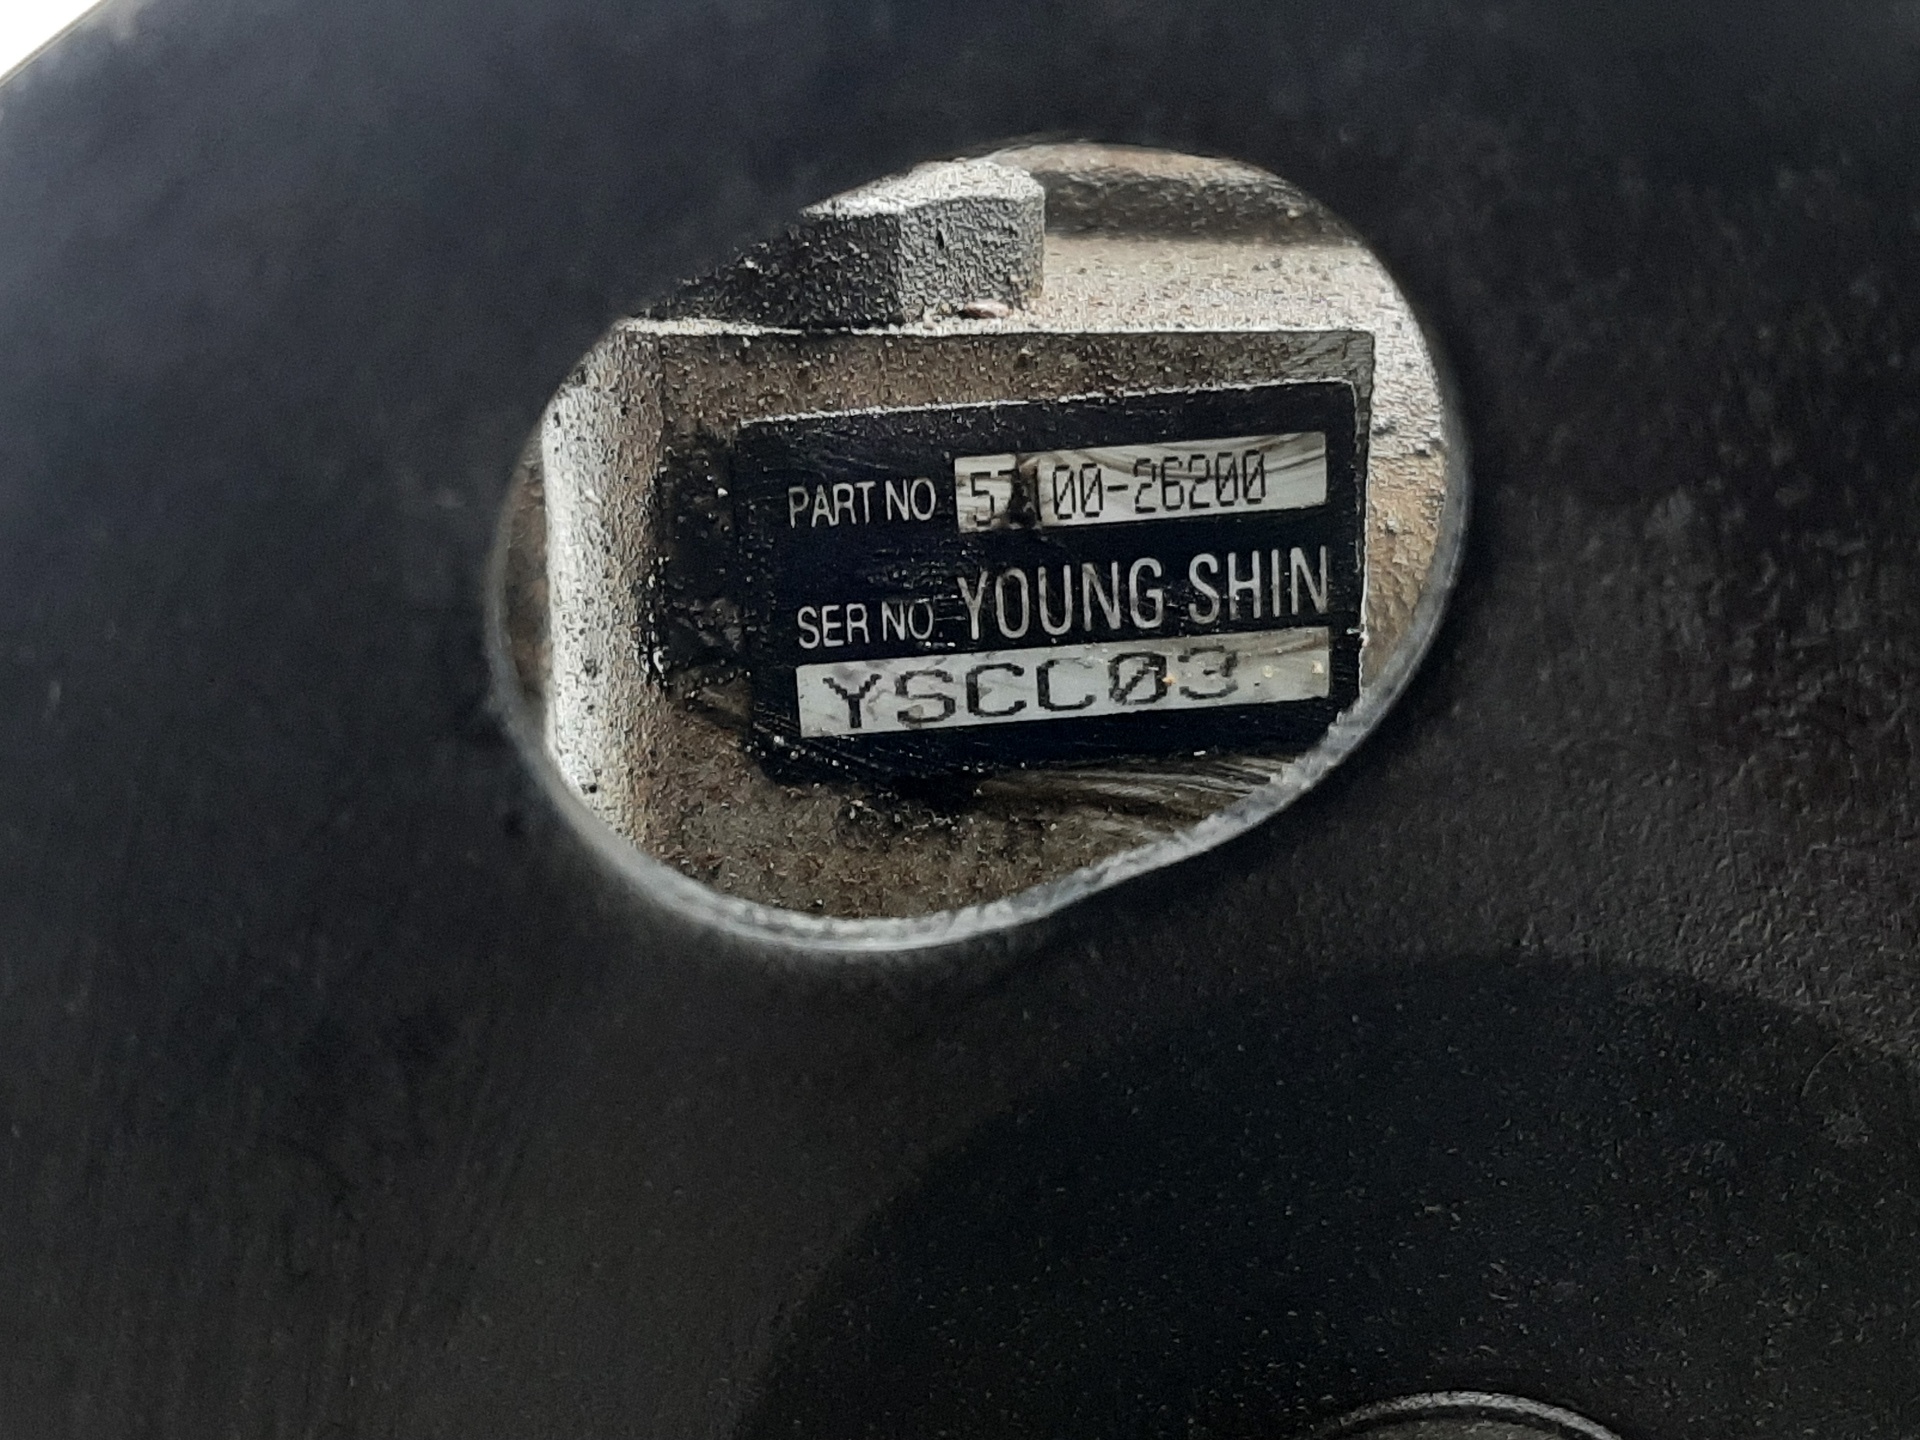 PART NO 57100-26200
SER NO YOUNG SHIN
YSCC03